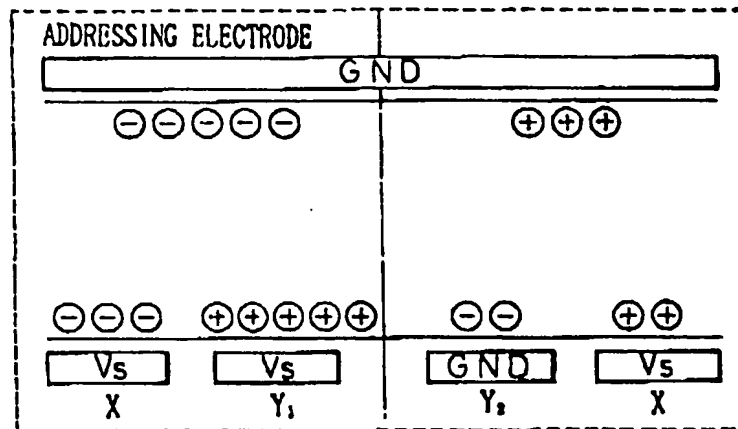 ADDRESSING ELECTRODE
GND
⊖⊖⊖⊖⊖ ⊕⊕⊕
⊖⊖⊖ ⊕⊕⊕⊕⊕ ⊖⊖ ⊕⊕
Vs Vs GND Vs
X Y₁ Y₂ X